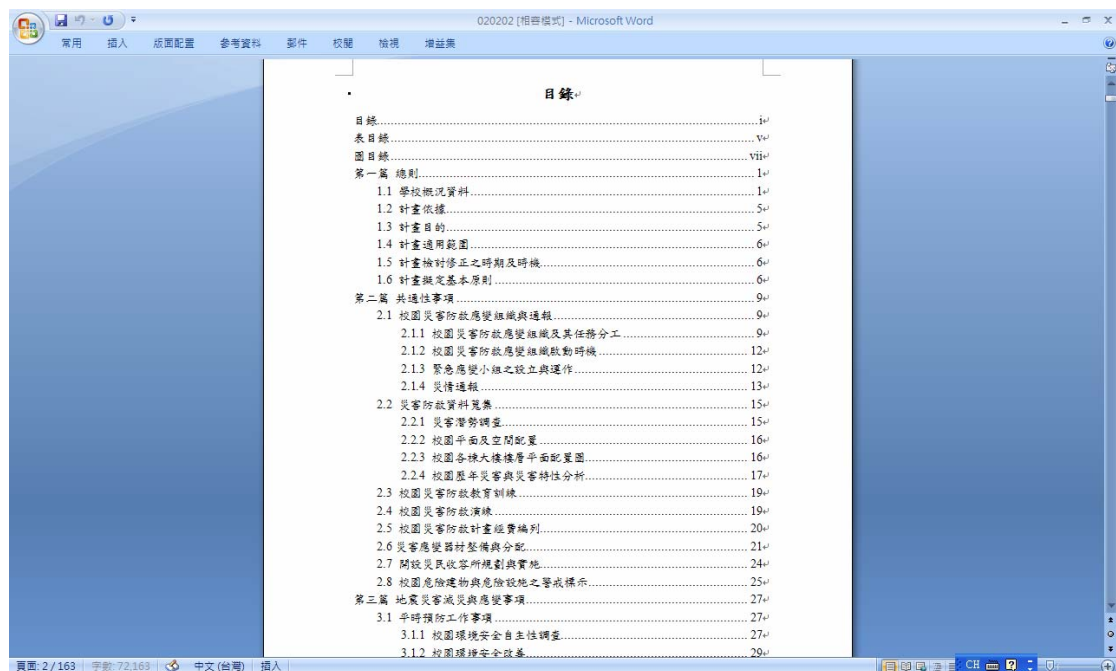 020202 [相容模式] - Microsoft Word
常用 插入 版面配置 參考資料 郵件 校閱 檢視 增益集
目錄
目錄 i
表目錄 v
圖目錄 vii
第一篇 總則 1
1.1 學校概況資料 1
1.2 計畫依據 5
1.3 計畫目的 5
1.4 計畫適用範圍 6
1.5 計畫檢討修正之時期及時機 6
1.6 計畫擬定基本原則 6
第二篇 共通性事項 9
2.1 校園災害防救應變組織與通報 9
2.1.1 校園災害防救應變組織及其任務分工 9
2.1.2 校園災害防救應變組織啟動時機 12
2.1.3 緊急應變小組之設立與運作 12
2.1.4 災情通報 13
2.2 災害防救資料蒐集 15
2.2.1 災害潛勢調查 15
2.2.2 校園平面及空間配置 16
2.2.3 校園各棟大樓樓層平面配置圖 16
2.2.4 校園歷年災害與災害特性分析 17
2.3 校園災害防救教育訓練 19
2.4 校園災害防救演練 19
2.5 校園災害防救計畫經費編列 20
2.6 災害應變器材整備與分配 21
2.7 開設災民收容所規劃與實施 24
2.8 校園危險建物與危險設施之警戒標示 25
第三篇 地震災害減災與應變事項 27
3.1 平時預防工作事項 27
3.1.1 校園環境安全自主性調查 27
3.1.2 校園環境安全改善 29
頁面: 2 / 163 字數: 72,163 中文 (台灣) 插入 CH